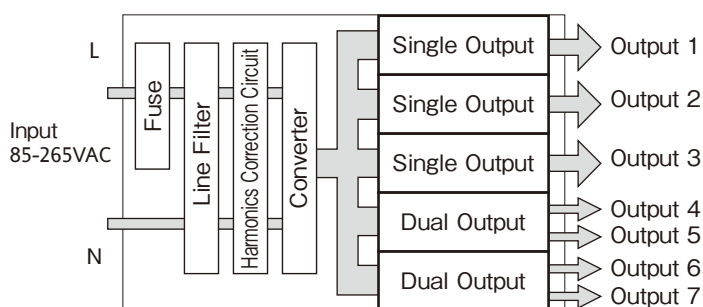 L
Input
85-265VAC
N
Fuse
Line Filter
Harmonics Correction Circuit
Converter
Single Output
Output 1
Single Output
Output 2
Single Output
Output 3
Dual Output
Output 4
Output 5
Dual Output
Output 6
Output 7